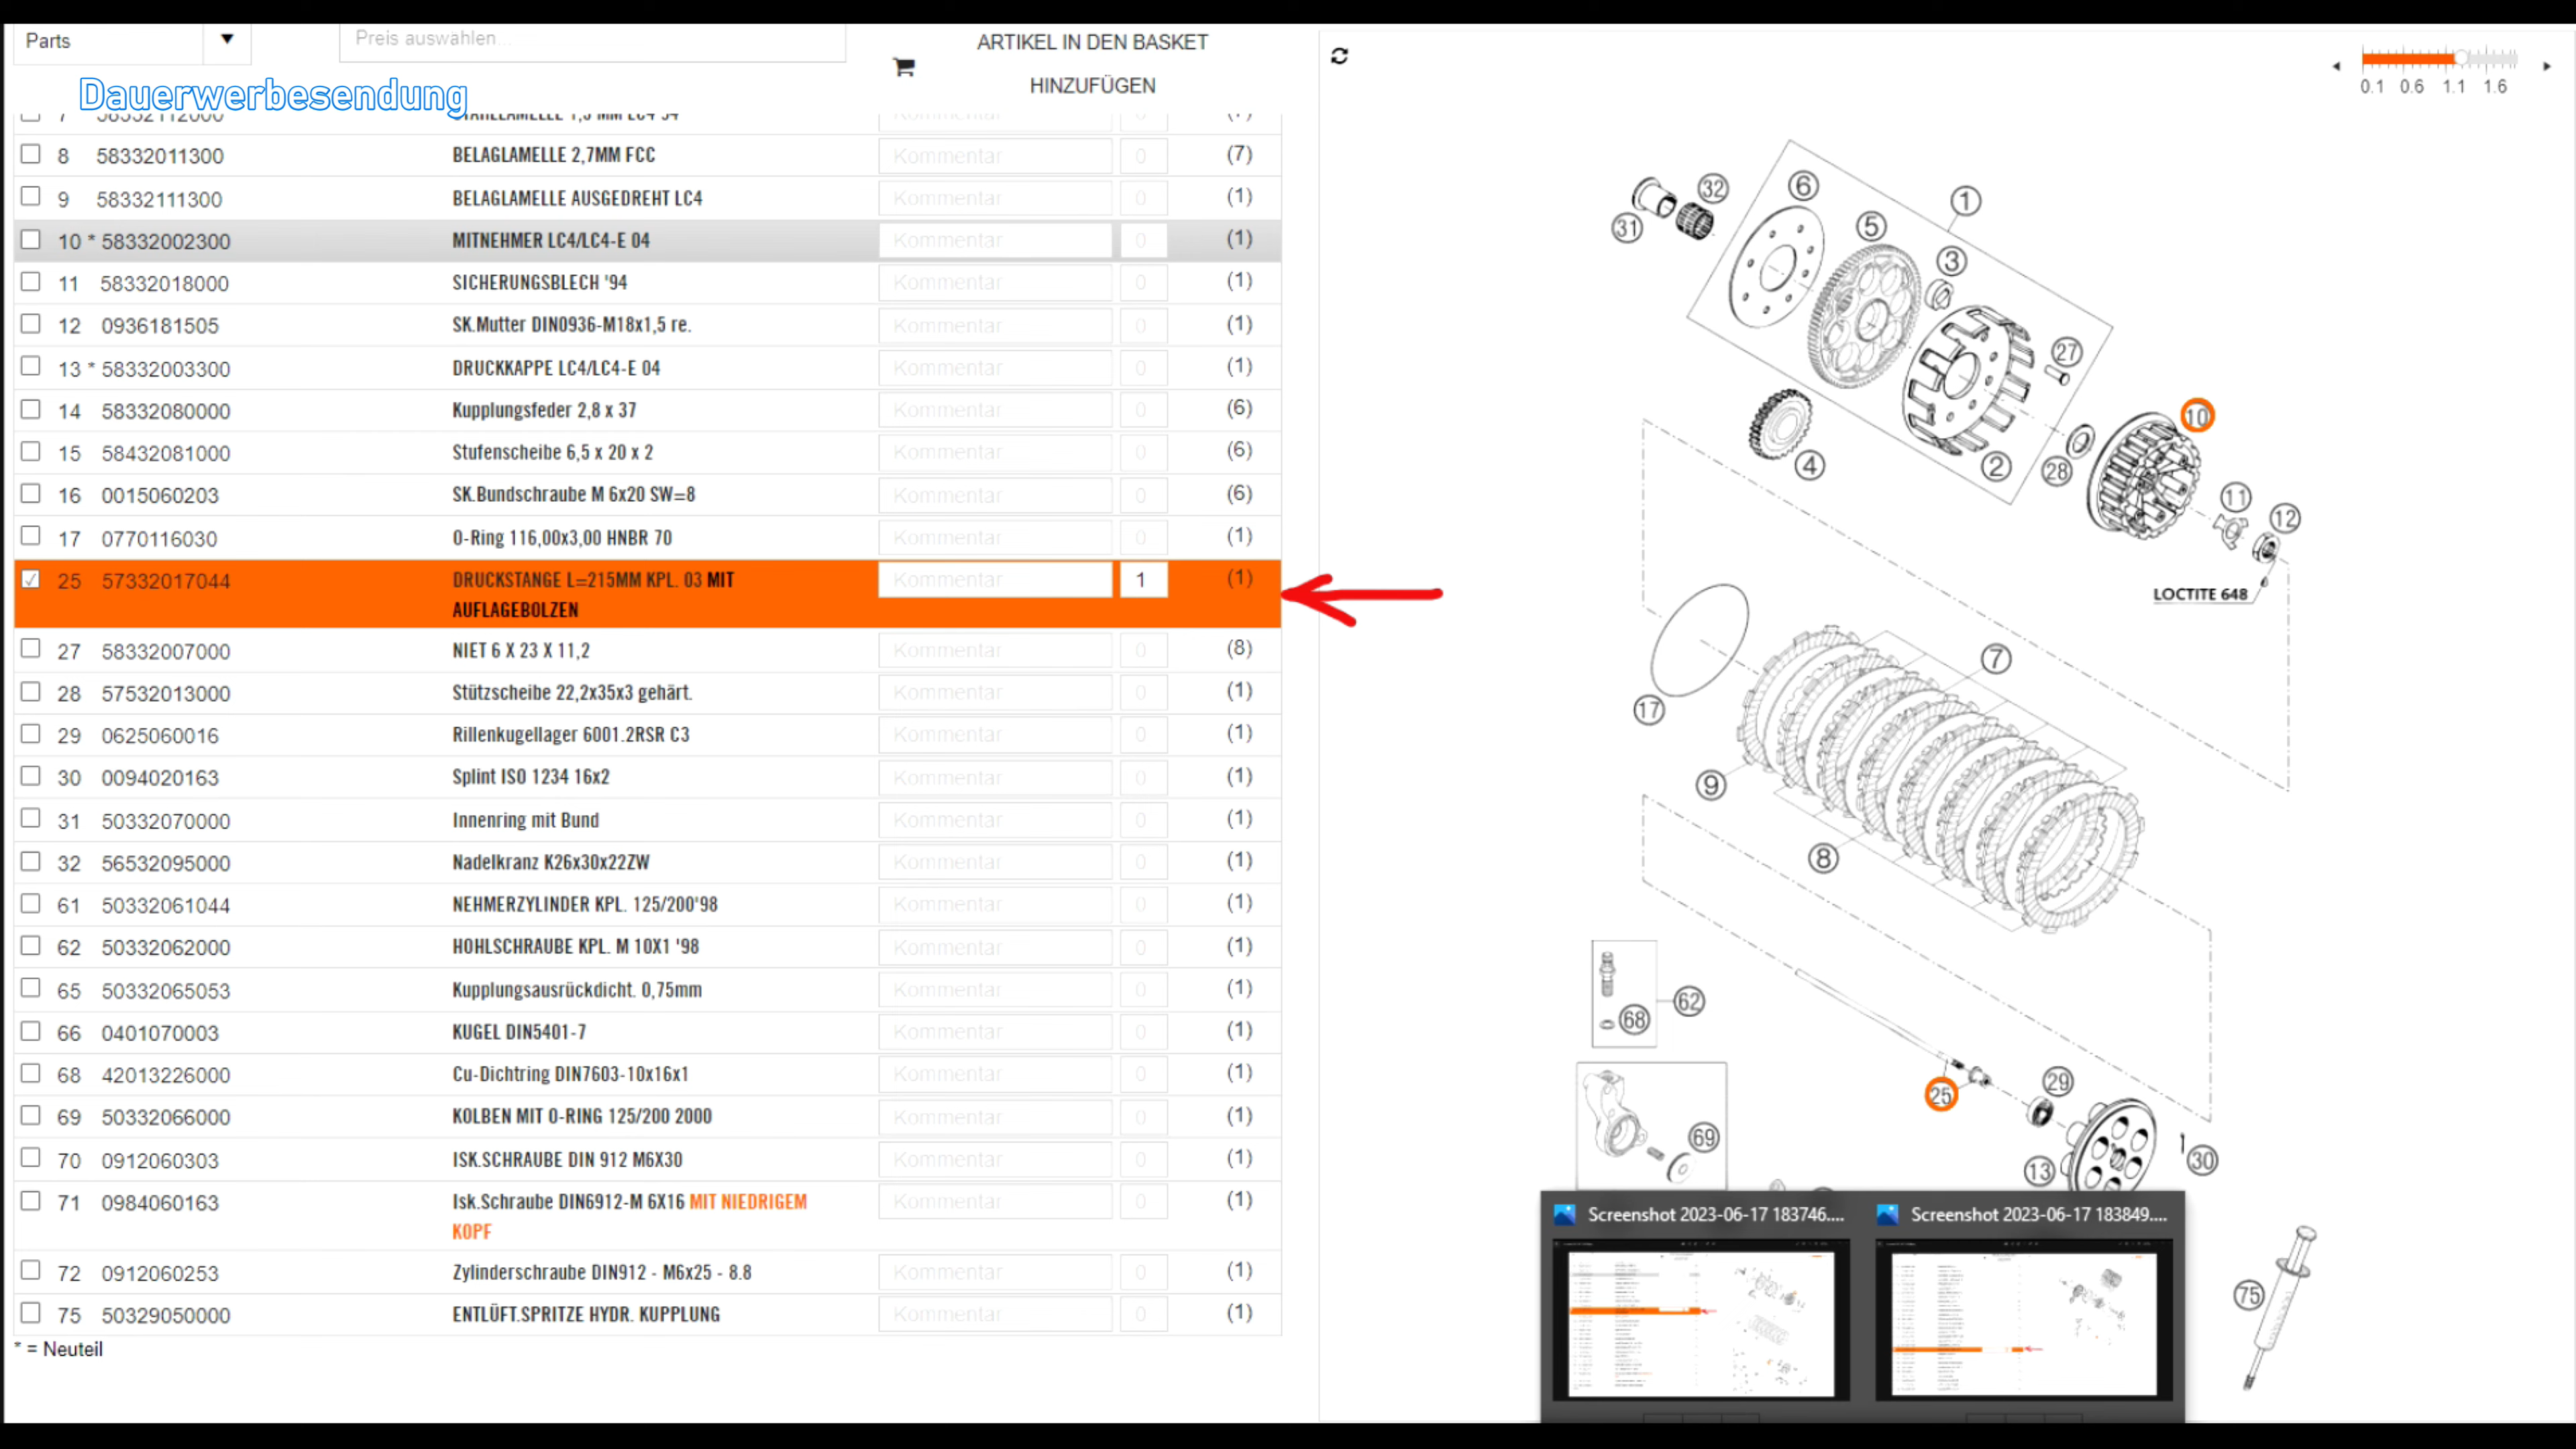 Parts
Preis auswählen...
ARTIKEL IN DEN BASKET
HINZUFÜGEN
Dauerwerbesendung
7 58332112000 STAHLLAMELLE 1,5 MM LC4 94 Kommentar 0 (7)
8 58332011300 BELAGLAMELLE 2,7MM FCC Kommentar 0 (7)
9 58332111300 BELAGLAMELLE AUSGEDREHT LC4 Kommentar 0 (1)
10 * 58332002300 MITNEHMER LC4/LC4-E 04 Kommentar 0 (1)
11 58332018000 SICHERUNGSBLECH '94 Kommentar 0 (1)
12 0936181505 SK.Mutter DIN0936-M18x1,5 re. Kommentar 0 (1)
13 * 58332003300 DRUCKKAPPE LC4/LC4-E 04 Kommentar 0 (1)
14 58332080000 Kupplungsfeder 2,8 x 37 Kommentar 0 (6)
15 58432081000 Stufenscheibe 6,5 x 20 x 2 Kommentar 0 (6)
16 0015060203 SK.Bundschraube M 6x20 SW=8 Kommentar 0 (6)
17 0770116030 O-Ring 116,00x3,00 HNBR 70 Kommentar 0 (1)
25 57332017044 DRUCKSTANGE L=215MM KPL. 03 MIT Kommentar 1 (1)
AUFLAGEBOLZEN
27 58332007000 NIET 6 X 23 X 11,2 Kommentar 0 (8)
28 57532013000 Stützscheibe 22,2x35x3 gehärt. Kommentar 0 (1)
29 0625060016 Rillenkugellager 6001.2RSR C3 Kommentar 0 (1)
30 0094020163 Splint ISO 1234 16x2 Kommentar 0 (1)
31 50332070000 Innenring mit Bund Kommentar 0 (1)
32 56532095000 Nadelkranz K26x30x22ZW Kommentar 0 (1)
61 50332061044 NEHMERZYLINDER KPL. 125/200'98 Kommentar 0 (1)
62 50332062000 HOHLSCHRAUBE KPL. M 10X1 '98 Kommentar 0 (1)
65 50332065053 Kupplungsausrückdicht. 0,75mm Kommentar 0 (1)
66 0401070003 KUGEL DIN5401-7 Kommentar 0 (1)
68 42013226000 Cu-Dichtring DIN7603-10x16x1 Kommentar 0 (1)
69 50332066000 KOLBEN MIT O-RING 125/200 2000 Kommentar 0 (1)
70 0912060303 ISK.SCHRAUBE DIN 912 M6X30 Kommentar 0 (1)
71 0984060163 Isk.Schraube DIN6912-M 6X16 MIT NIEDRIGEM Kommentar 0 (1)
KOPF
72 0912060253 Zylinderschraube DIN912 - M6x25 - 8.8 Kommentar 0 (1)
75 50329050000 ENTLÜFT.SPRITZE HYDR. KUPPLUNG Kommentar 0 (1)
* = Neuteil
0.1 0.6 1.1 1.6
6
32
1
31
5
3
27
10
4
2
28
11
12
LOCTITE 648
7
17
9
8
62
68
25
29
69
13
30
75
Screenshot 2023-06-17 183746....
Screenshot 2023-06-17 183849....